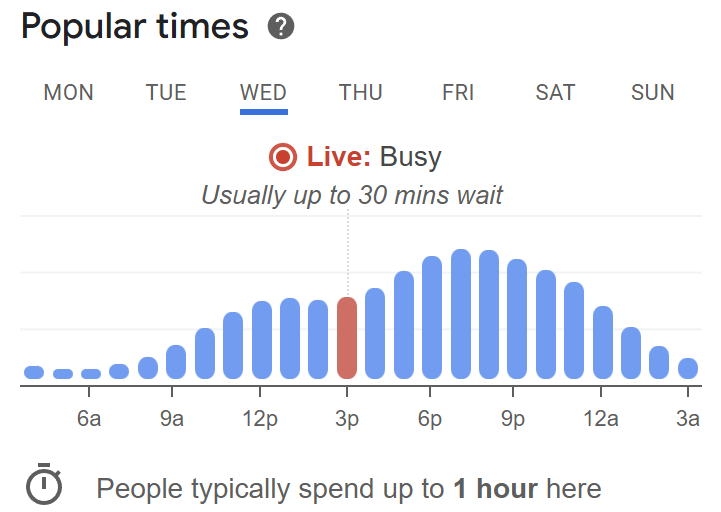 Popular times ?
MON TUE WED THU FRI SAT SUN
Live: Busy
Usually up to 30 mins wait
6a 9a 12p 3p 6p 9p 12a 3a
People typically spend up to 1 hour here